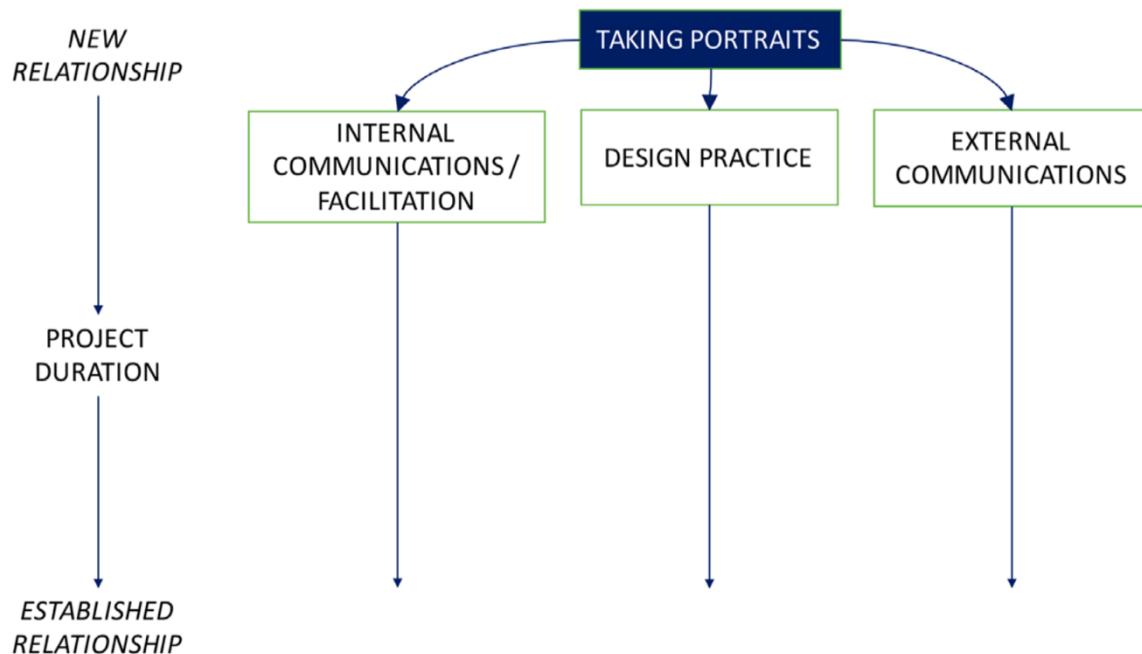 NEW
RELATIONSHIP
TAKING PORTRAITS
INTERNAL
COMMUNICATIONS /
FACILITATION
DESIGN PRACTICE
EXTERNAL
COMMUNICATIONS
PROJECT
DURATION
ESTABLISHED
RELATIONSHIP